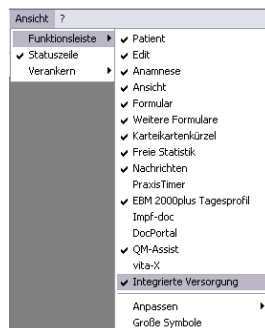 Ansicht ?
Funktionsleiste
Statuszeile
Verankern
Patient
Edit
Anamnese
Ansicht
Formular
Weitere Formulare
Karteikartenkürzel
Freie Statistik
Nachrichten
PraxisTimer
EBM 2000plus Tagesprofil
Impf-doc
DocPortal
QM-Assist
vita-X
Integrierte Versorgung
Anpassen
Große Symbole